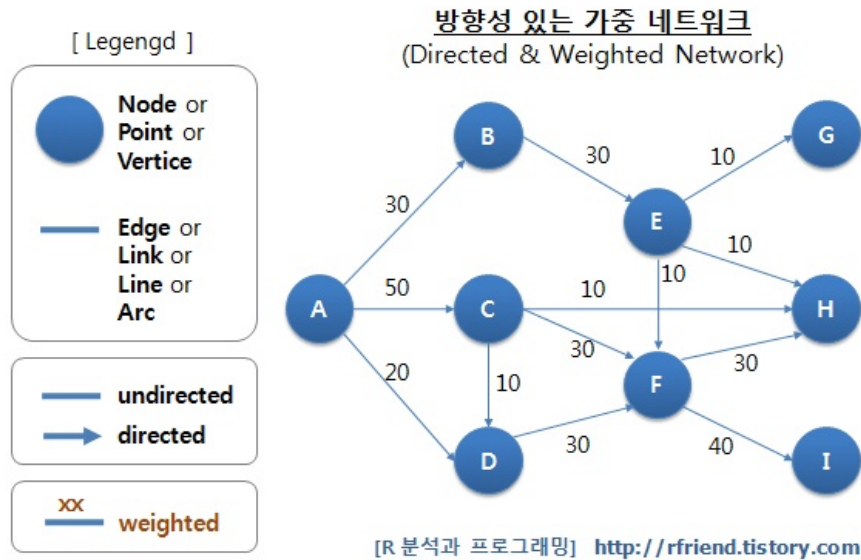 [ Legengd ]
Node or
Point or
Vertice
Edge or
Link or
Line or
Arc
undirected
directed
xx
weighted
방향성 있는 가중 네트워크
(Directed & Weighted Network)
B
G
30
10
30
E
10
10
A
50
C
10
H
30
20
10
F
30
D
30
40
I
[R 분석과 프로그래밍] http://rfriend.tistory.com